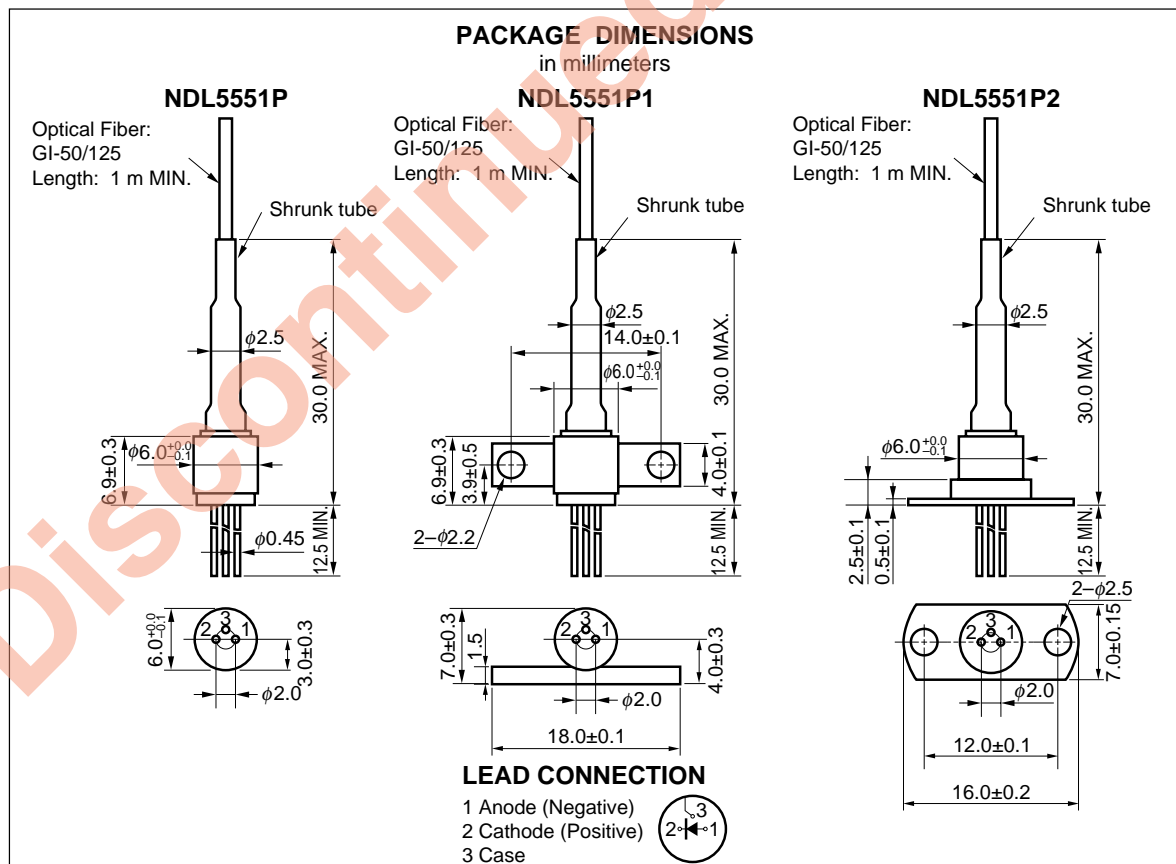 PACKAGE DIMENSIONS
in millimeters
NDL5551P
Optical Fiber:
GI-50/125
Length: 1 m MIN.
Shrunk tube
φ2.5
30.0 MAX.
6.9±0.3
φ6.0 +0.0 −0.1
12.5 MIN.
φ0.45
6.0 +0.0 −0.1
2 3 1
3.0±0.3
φ2.0
NDL5551P1
Optical Fiber:
GI-50/125
Length: 1 m MIN.
Shrunk tube
φ2.5
14.0±0.1
φ6.0 +0.0 −0.1
30.0 MAX.
6.9±0.3
3.9±0.5
4.0±0.1
2–φ2.2
12.5 MIN.
7.0±0.3
1.5
2 3 1
4.0±0.3
φ2.0
18.0±0.1
NDL5551P2
Optical Fiber:
GI-50/125
Length: 1 m MIN.
Shrunk tube
φ2.5
30.0 MAX.
φ6.0 +0.0 −0.1
2.5±0.1
0.5±0.1
12.5 MIN.
2–φ2.5
2 3 1
7.0±0.15
φ2.0
12.0±0.1
16.0±0.2
LEAD CONNECTION
1 Anode (Negative)
2 Cathode (Positive)
3 Case
3
2 1
Discontinued